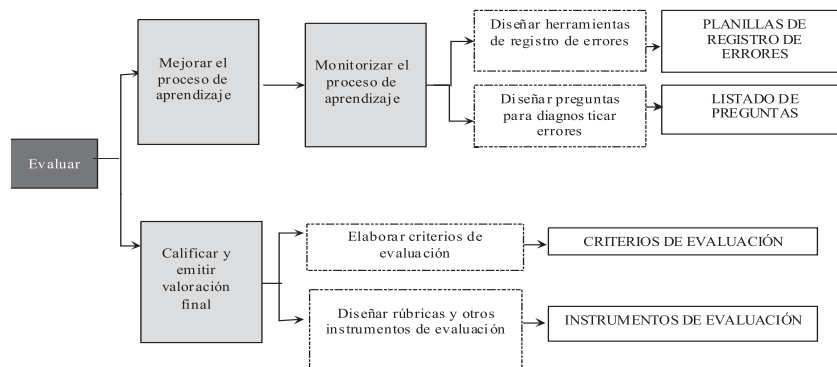 Evaluar
Mejorar el
proceso de
aprendizaje
Monitorizar el
proceso de
aprendizaje
Diseñar herramientas
de registro de errores
PLANILLAS DE
REGISTRO DE
ERRORES
Diseñar preguntas
para diagnosticar
errores
LISTADO DE
PREGUNTAS
Calificar y
emitir
valoración
final
Elaborar criterios de
evaluación
CRITERIOS DE EVALUACIÓN
Diseñar rúbricas y otros
instrumentos de evaluación
INSTRUMENTOS DE EVALUACIÓN